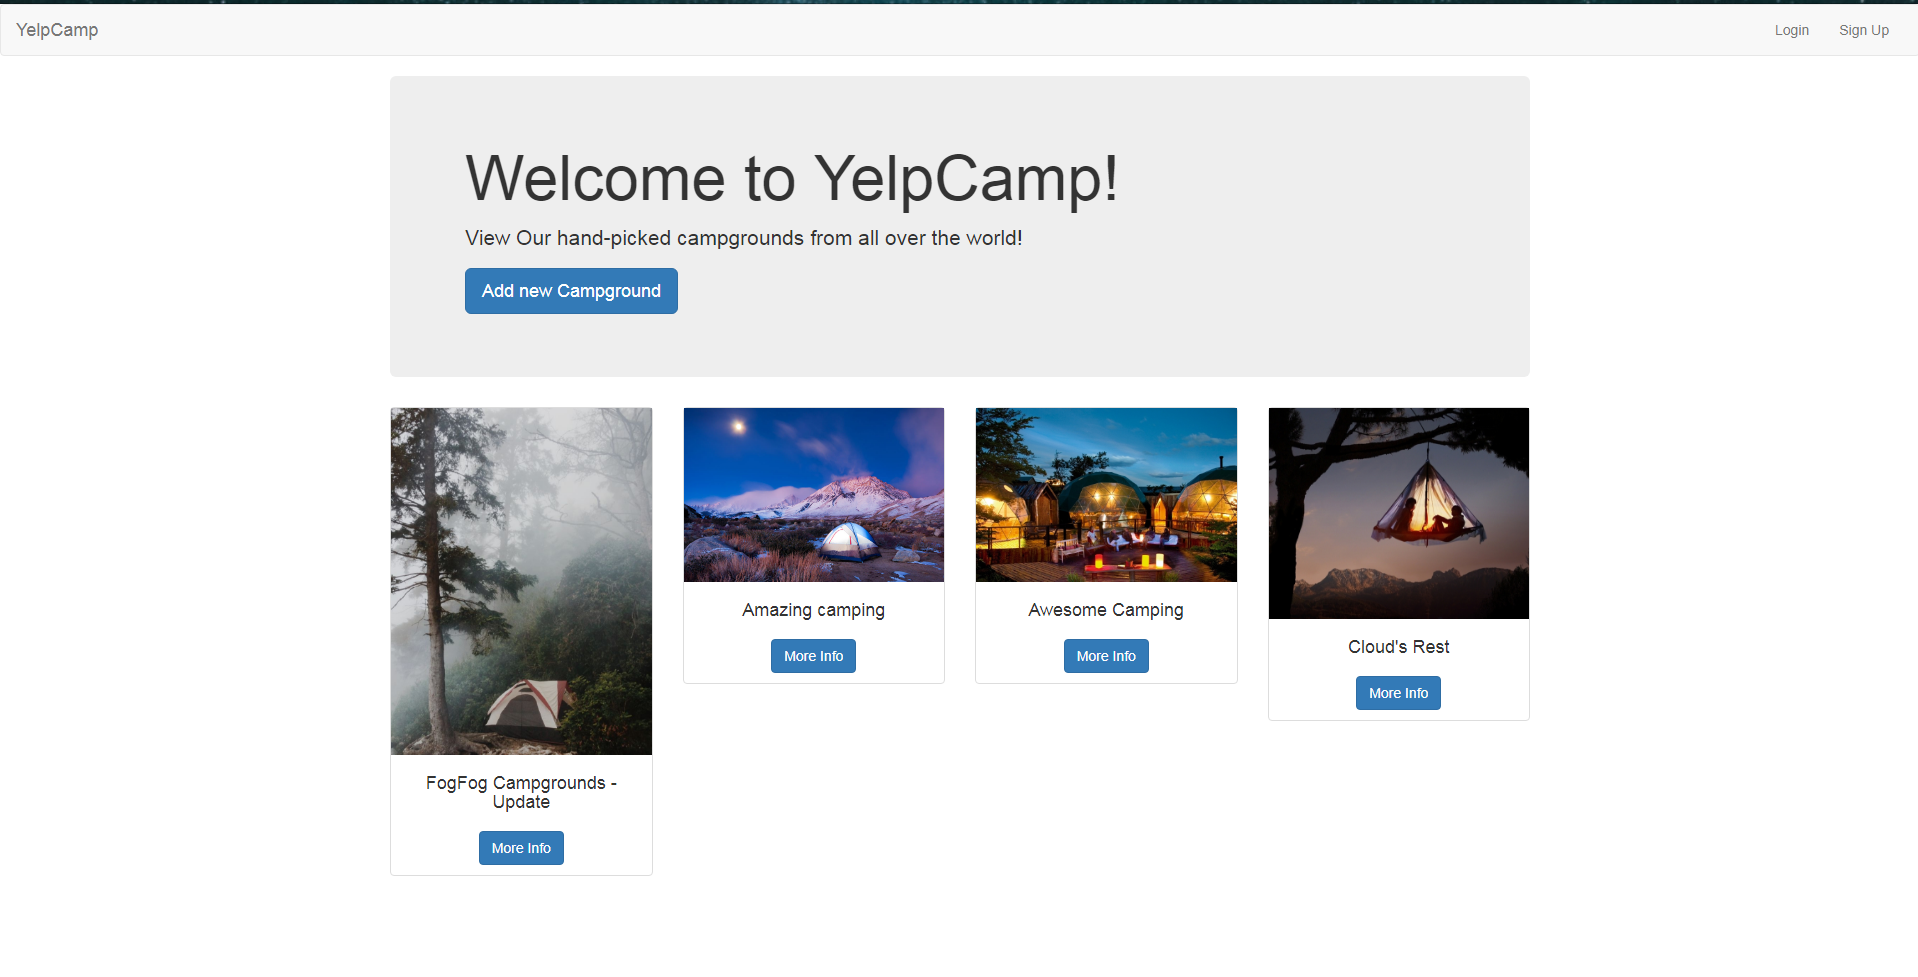 YelpCamp
Login
Sign Up
Welcome to YelpCamp!
View Our hand-picked campgrounds from all over the world!
Add new Campground
FogFog Campgrounds -
Update
More Info
Amazing camping
More Info
Awesome Camping
More Info
Cloud's Rest
More Info